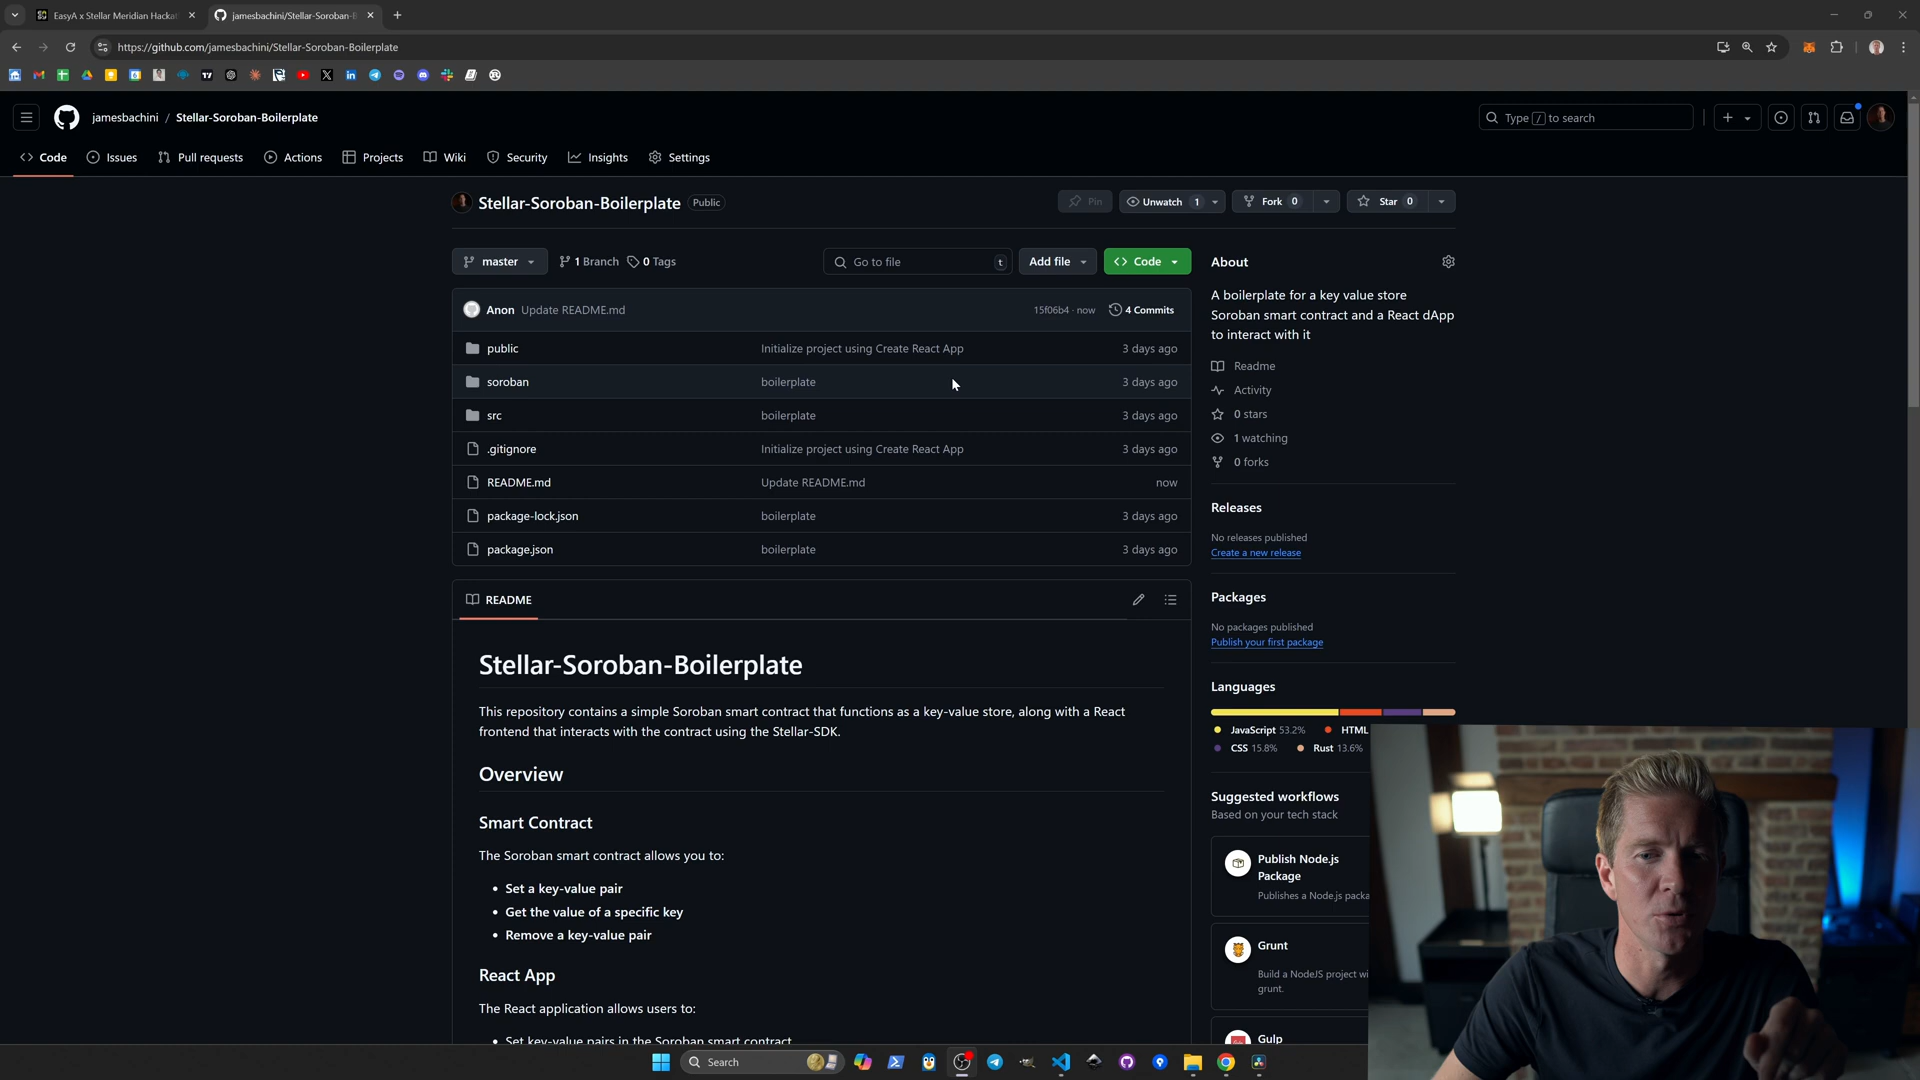 EasyA x Stellar Meridian Hackat
jamesbachini/Stellar-Soroban-B
https://github.com/jamesbachini/Stellar-Soroban-Boilerplate
jamesbachini / Stellar-Soroban-Boilerplate
Type / to search
Code
Issues
Pull requests
Actions
Projects
Wiki
Security
Insights
Settings
Stellar-Soroban-Boilerplate
Public
Pin
Unwatch 1
Fork 0
Star 0
master
1 Branch
0 Tags
Go to file
t
Add file
Code
Anon Update README.md
15f06b4 · now
4 Commits
public Initialize project using Create React App 3 days ago
soroban boilerplate 3 days ago
src boilerplate 3 days ago
.gitignore Initialize project using Create React App 3 days ago
README.md Update README.md now
package-lock.json boilerplate 3 days ago
package.json boilerplate 3 days ago
README
Stellar-Soroban-Boilerplate
This repository contains a simple Soroban smart contract that functions as a key-value store, along with a React
frontend that interacts with the contract using the Stellar-SDK.
Overview
Smart Contract
The Soroban smart contract allows you to:
• Set a key-value pair
• Get the value of a specific key
• Remove a key-value pair
React App
The React application allows users to:
• Set key-value pairs in the Soroban smart contract
About
A boilerplate for a key value store
Soroban smart contract and a React dApp
to interact with it
Readme
Activity
0 stars
1 watching
0 forks
Releases
No releases published
Create a new release
Packages
No packages published
Publish your first package
Languages
JavaScript 53.2% HTML
CSS 15.8% Rust 13.6%
Suggested workflows
Based on your tech stack
Publish Node.js
Package
Publishes a Node.js packa
Grunt
Build a NodeJS project wi
grunt.
Gulp
Search